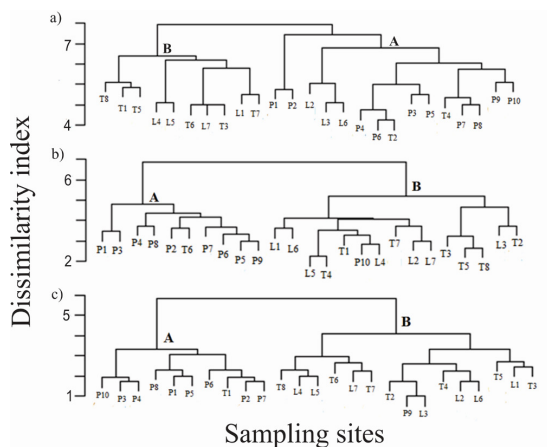 a)
7
4
B
A
T8 T1 T5 L4 L5 T6 L7 T3 L1 T7 P1 P2 L2 L3 L6 P4 P6 T2 P3 P5 T4 P7 P8 P9 P10
b)
6
2
A
B
P1 P3 P4 P8 P2 T6 P7 P6 P5 P9 L1 L6 L5 T4 T1 P10 L4 T7 L2 L7 T3 T5 T8 L3 T2
c)
5
1
A
B
P10 P3 P4 P8 P1 P5 P6 T1 P2 P7 T8 L4 L5 T6 L7 T7 T2 P9 L3 T4 L2 L6 T5 L1 T3
Dissimilarity index
Sampling sites